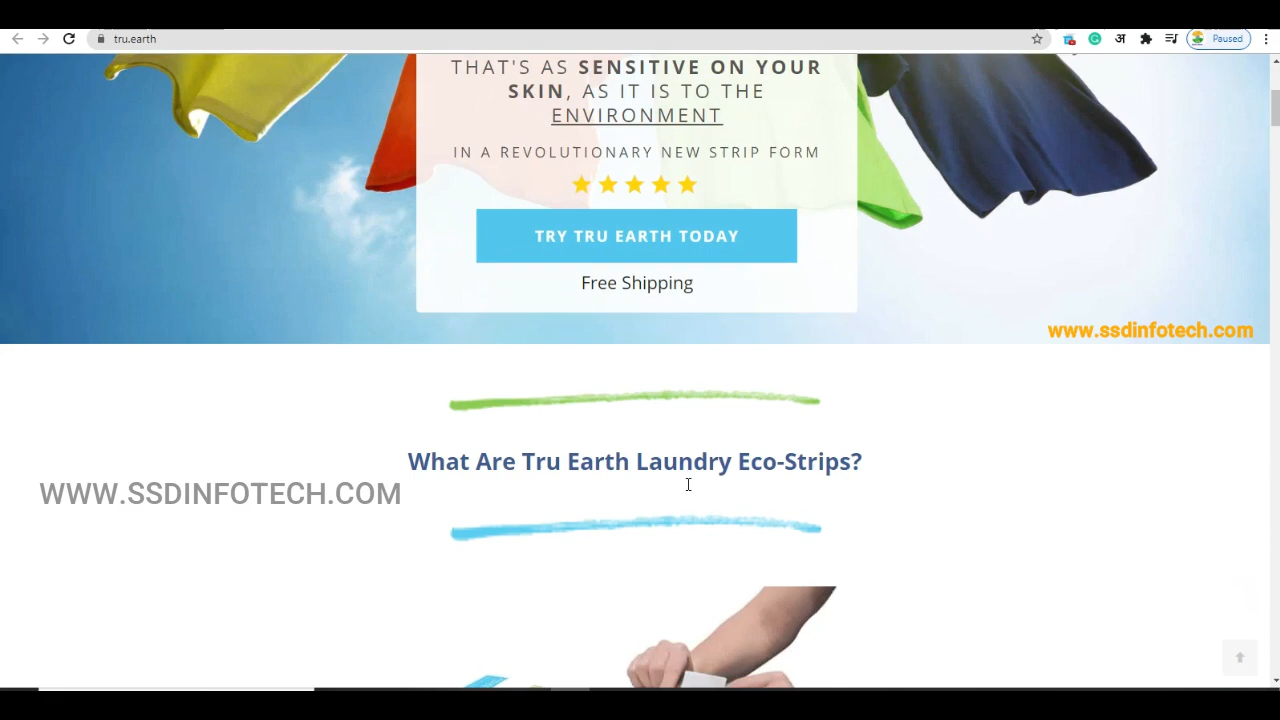 tru.earth
अ
Paused
THAT'S AS SENSITIVE ON YOUR
SKIN, AS IT IS TO THE
ENVIRONMENT
IN A REVOLUTIONARY NEW STRIP FORM
TRY TRU EARTH TODAY
Free Shipping
www.ssdinfotech.com
What Are Tru Earth Laundry Eco-Strips?
WWW.SSDINFOTECH.COM